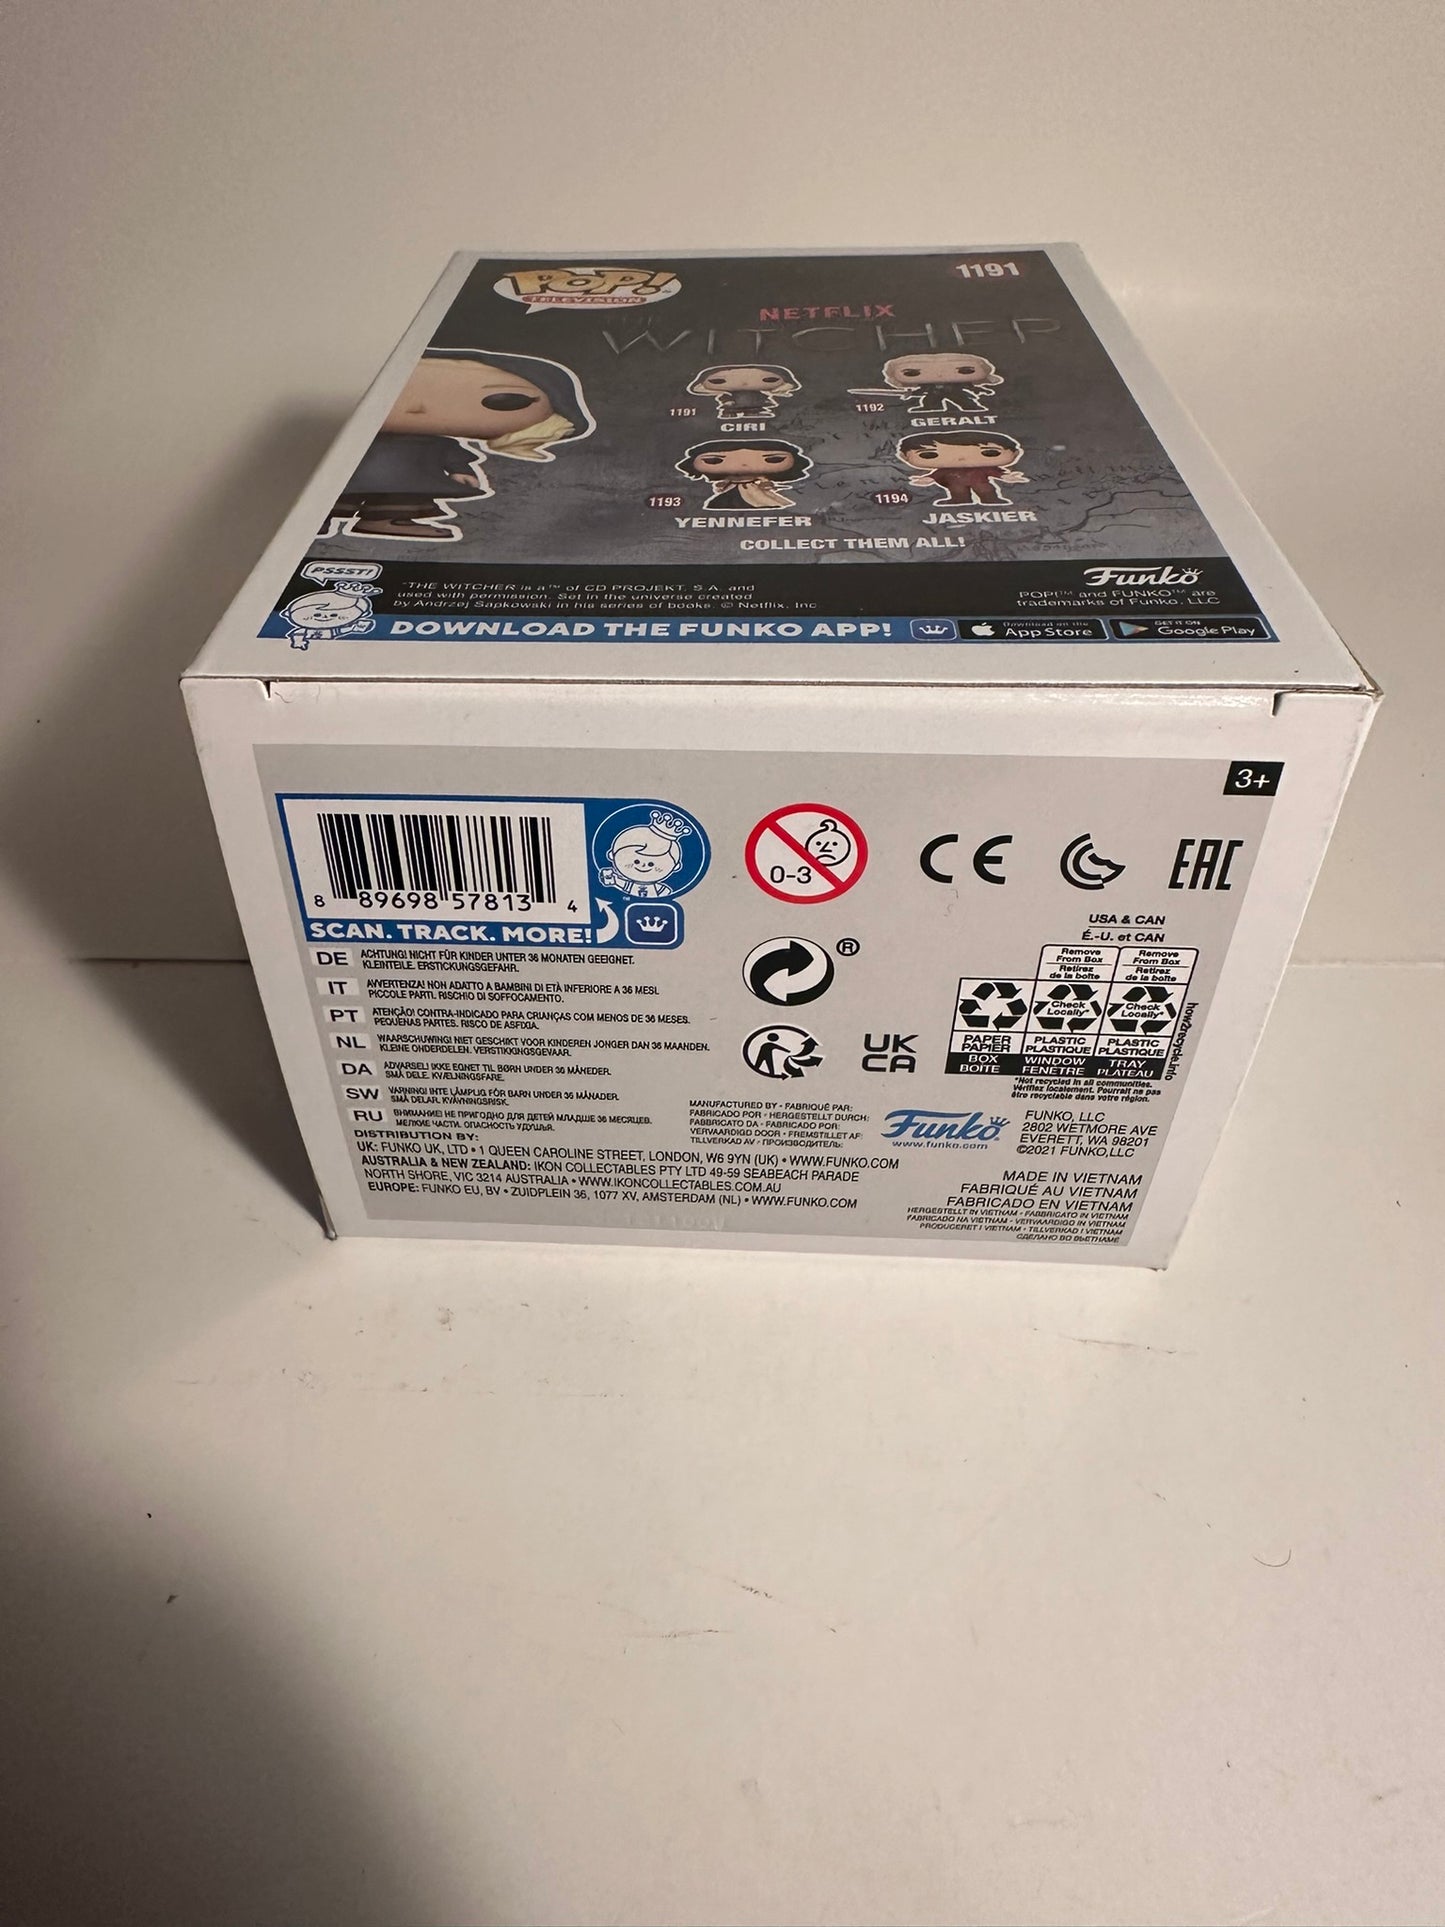 POP!
TELEVISION
1191
NETFLIX
WITCHER
1191
CIRI
1192
GERALT
1193
YENNEFER
1194
JASKIER
COLLECT THEM ALL!
PSSST!
"THE WITCHER is a™ of CD PROJEKT S.A. and
used with permission. Set in the universe created
by Andrzej Sapkowski in his series of books. © Netflix, Inc.
Funko
POP!™ and FUNKO™ are
trademarks of Funko, LLC
DOWNLOAD THE FUNKO APP!
Download on the
App Store
GET IT ON
Google Play
3+
8 89698 57813 4
SCAN. TRACK. MORE!
0-3
CE
EAC
USA & CAN
É.-U. et CAN
Remove
From Box
Retirez
de la boîte
Remove
From Box
Retirez
de la boîte
Check
Locally*
Check
Locally*
PAPER
PAPIER
PLASTIC
PLASTIQUE
PLASTIC
PLASTIQUE
BOX
BOITE
WINDOW
FENÊTRE
TRAY
PLATEAU
how2recycle.info
*Not recycled in all communities.
Vérifiez localement. Pourrait ne pas
être recyclable dans votre région.
®
UK
CA
DE ACHTUNG! NICHT FÜR KINDER UNTER 36 MONATEN GEEIGNET.
KLEINTEILE. ERSTICKUNGSGEFAHR.
IT AVVERTENZA! NON ADATTO A BAMBINI DI ETÀ INFERIORE A 36 MESI.
PICCOLE PARTI. RISCHIO DI SOFFOCAMENTO.
PT ATENÇÃO! CONTRA-INDICADO PARA CRIANÇAS COM MENOS DE 36 MESES.
PEQUENAS PARTES. RISCO DE ASFIXIA.
NL WAARSCHUWING! NIET GESCHIKT VOOR KINDEREN JONGER DAN 36 MAANDEN.
KLEINE ONDERDELEN. VERSTIKKINGSGEVAAR.
DA ADVARSEL! IKKE EGNET TIL BØRN UNDER 36 MÅNEDER.
SMÅ DELE. KVÆLNINGSFARE.
SW VARNING! INTE LÄMPLIG FÖR BARN UNDER 36 MÅNADER.
SMÅ DELAR. KVÄVNINGSRISK.
RU ВНИМАНИЕ! НЕ ПРИГОДНО ДЛЯ ДЕТЕЙ МЛАДШЕ 36 МЕСЯЦЕВ.
МЕЛКИЕ ЧАСТИ. ОПАСНОСТЬ УДУШЬЯ.
MANUFACTURED BY • FABRIQUÉ PAR:
FABRICADO POR • HERGESTELLT DURCH:
FABBRICATO DA • FABRICADO POR:
VERVAARDIGD DOOR • FREMSTILLET AF:
TILLVERKAD AV • ПРОИЗВОДИТЕЛЬ:
Funko
www.funko.com
FUNKO, LLC
2802 WETMORE AVE
EVERETT, WA 98201
©2021 FUNKO,LLC
DISTRIBUTION BY:
UK: FUNKO UK, LTD • 1 QUEEN CAROLINE STREET, LONDON, W6 9YN (UK) • WWW.FUNKO.COM
AUSTRALIA & NEW ZEALAND: IKON COLLECTABLES PTY LTD 49-59 SEABEACH PARADE
NORTH SHORE, VIC 3214 AUSTRALIA • WWW.IKONCOLLECTABLES.COM.AU
EUROPE: FUNKO EU, BV • ZUIDPLEIN 36, 1077 XV, AMSTERDAM (NL) • WWW.FUNKO.COM
MADE IN VIETNAM
FABRIQUÉ AU VIETNAM
FABRICADO EN VIETNAM
HERGESTELLT IN VIETNAM • FABBRICATO IN VIETNAM
FABRICADO NA VIETNAM • VERVAARDIGD IN VIETNAM
PRODUCERET I VIETNAM • TILLVERKAD I VIETNAM
СДЕЛАНО ВО ВЬЕТНАМЕ